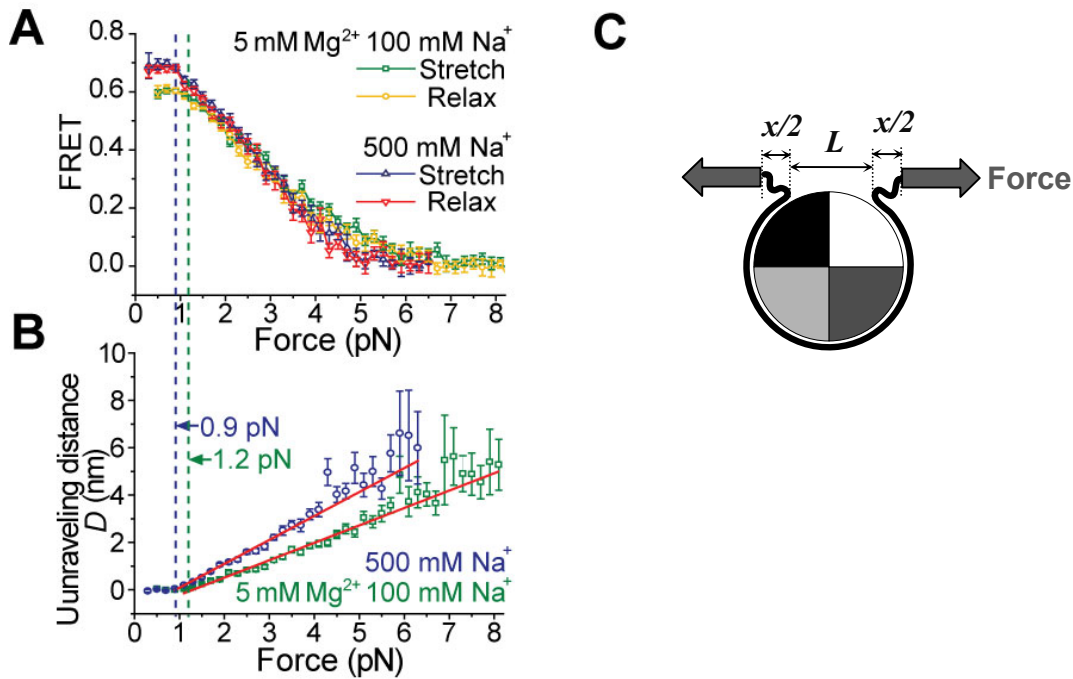 A
0.8
0.6
0.4
0.2
0.0
FRET
5 mM Mg²⁺ 100 mM Na⁺
Stretch
Relax
500 mM Na⁺
Stretch
Relax
0 1 2 3 4 5 6 7 8
Force (pN)
B
10
8
6
4
2
0
Uunraveling distance
D (nm)
0.9 pN
1.2 pN
500 mM Na⁺
5 mM Mg²⁺ 100 mM Na⁺
0 1 2 3 4 5 6 7 8
Force (pN)
C
x/2 L x/2
Force